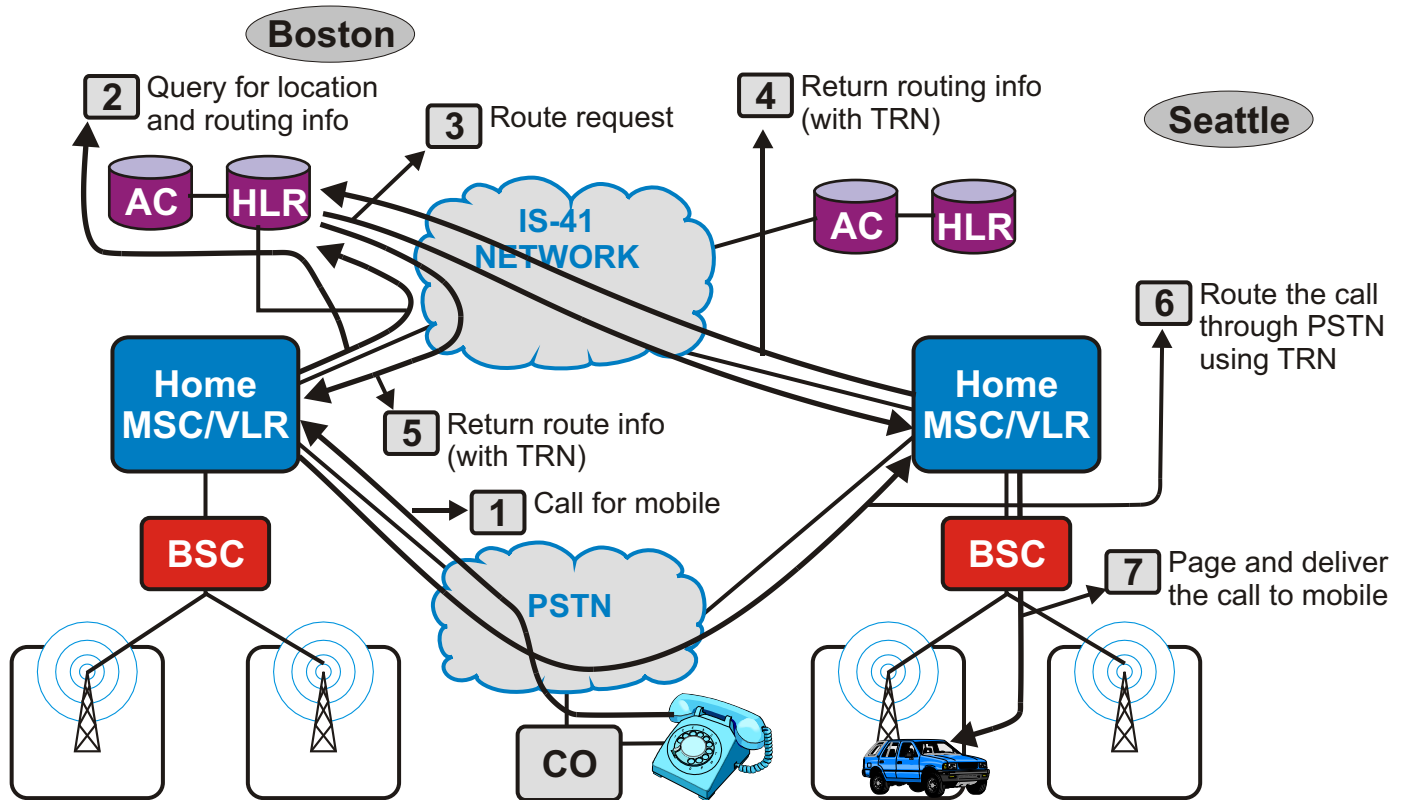 Boston
2
Query for location
and routing info
3
Route request
4
Return routing info
(with TRN)
Seattle
AC
HLR
IS-41
NETWORK
AC
HLR
6
Route the call
through PSTN
using TRN
Home
MSC/VLR
Home
MSC/VLR
5
Return route info
(with TRN)
1
Call for mobile
BSC
BSC
7
Page and deliver
the call to mobile
PSTN
CO